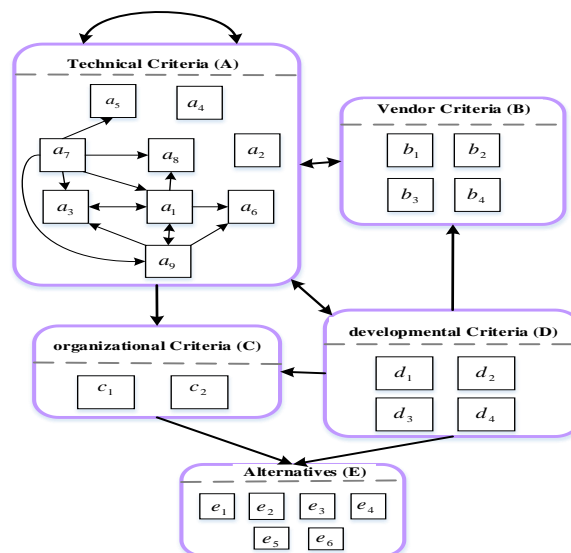 Technical Criteria (A)
a5
a4
a7
a8
a2
a3
a1
a6
a9
Vendor Criteria (B)
b1
b2
b3
b4
organizational Criteria (C)
c1
c2
developmental Criteria (D)
d1
d2
d3
d4
Alternatives (E)
e1 e2 e3 e4
e5 e6